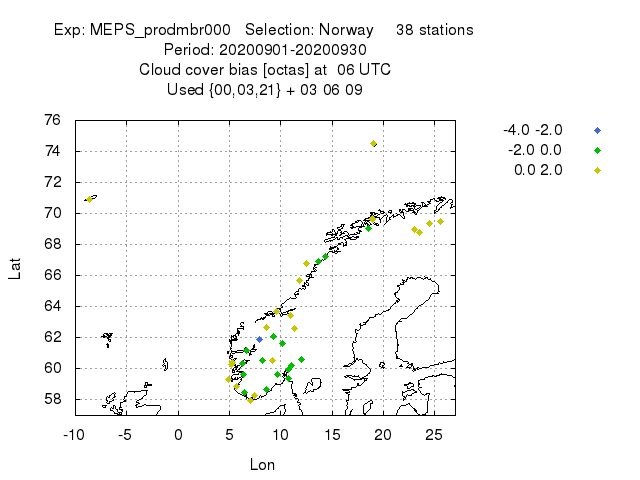 Exp: MEPS_prodmbr000 Selection: Norway 38 stations
Period: 20200901-20200930
Cloud cover bias [octas] at 06 UTC
Used {00,03,21} + 03 06 09
-4.0 -2.0
-2.0 0.0
0.0 2.0
76
74
72
70
68
66
64
62
60
58
Lat
-10 -5 0 5 10 15 20 25
Lon